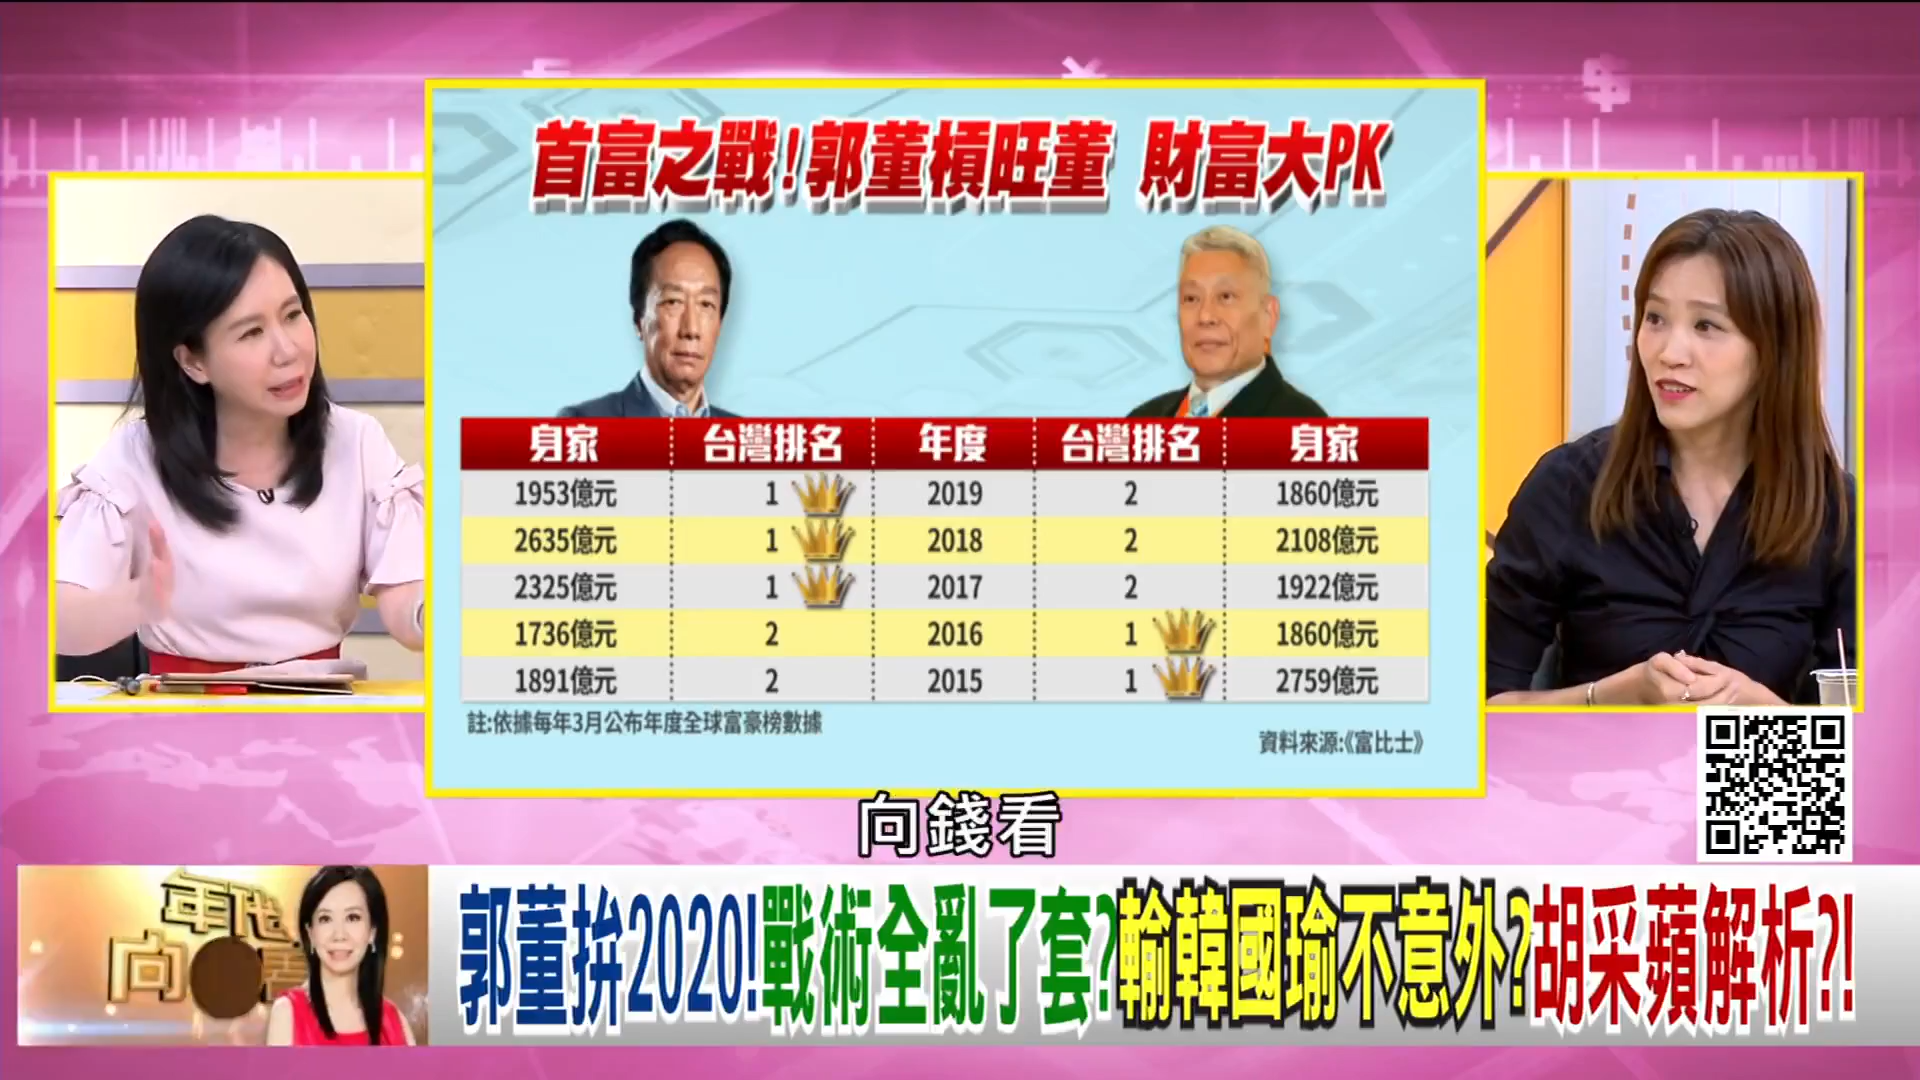 首富之戰!郭董槓旺董 財富大PK
身家 台灣排名 年度 台灣排名 身家
1953億元 1 2019 2 1860億元
2635億元 1 2018 2 2108億元
2325億元 1 2017 2 1922億元
1736億元 2 2016 1 1860億元
1891億元 2 2015 1 2759億元
註:依據每年3月公布年度全球富豪榜數據
資料來源:《富比士》
向錢看
年代
向
郭董拚2020!戰術全亂了套?輸韓國瑜不意外?胡采蘋解析?!